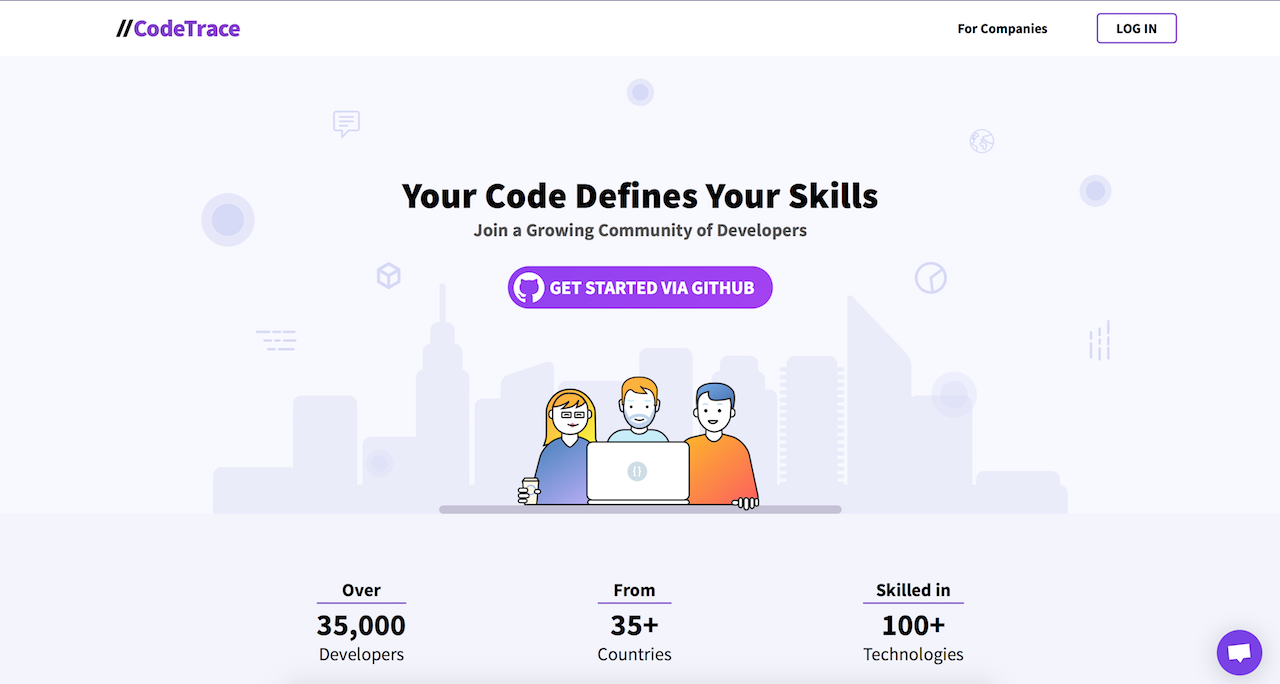 //CodeTrace
For Companies
LOG IN
Your Code Defines Your Skills
Join a Growing Community of Developers
GET STARTED VIA GITHUB
{}
Over
35,000
Developers
From
35+
Countries
Skilled in
100+
Technologies